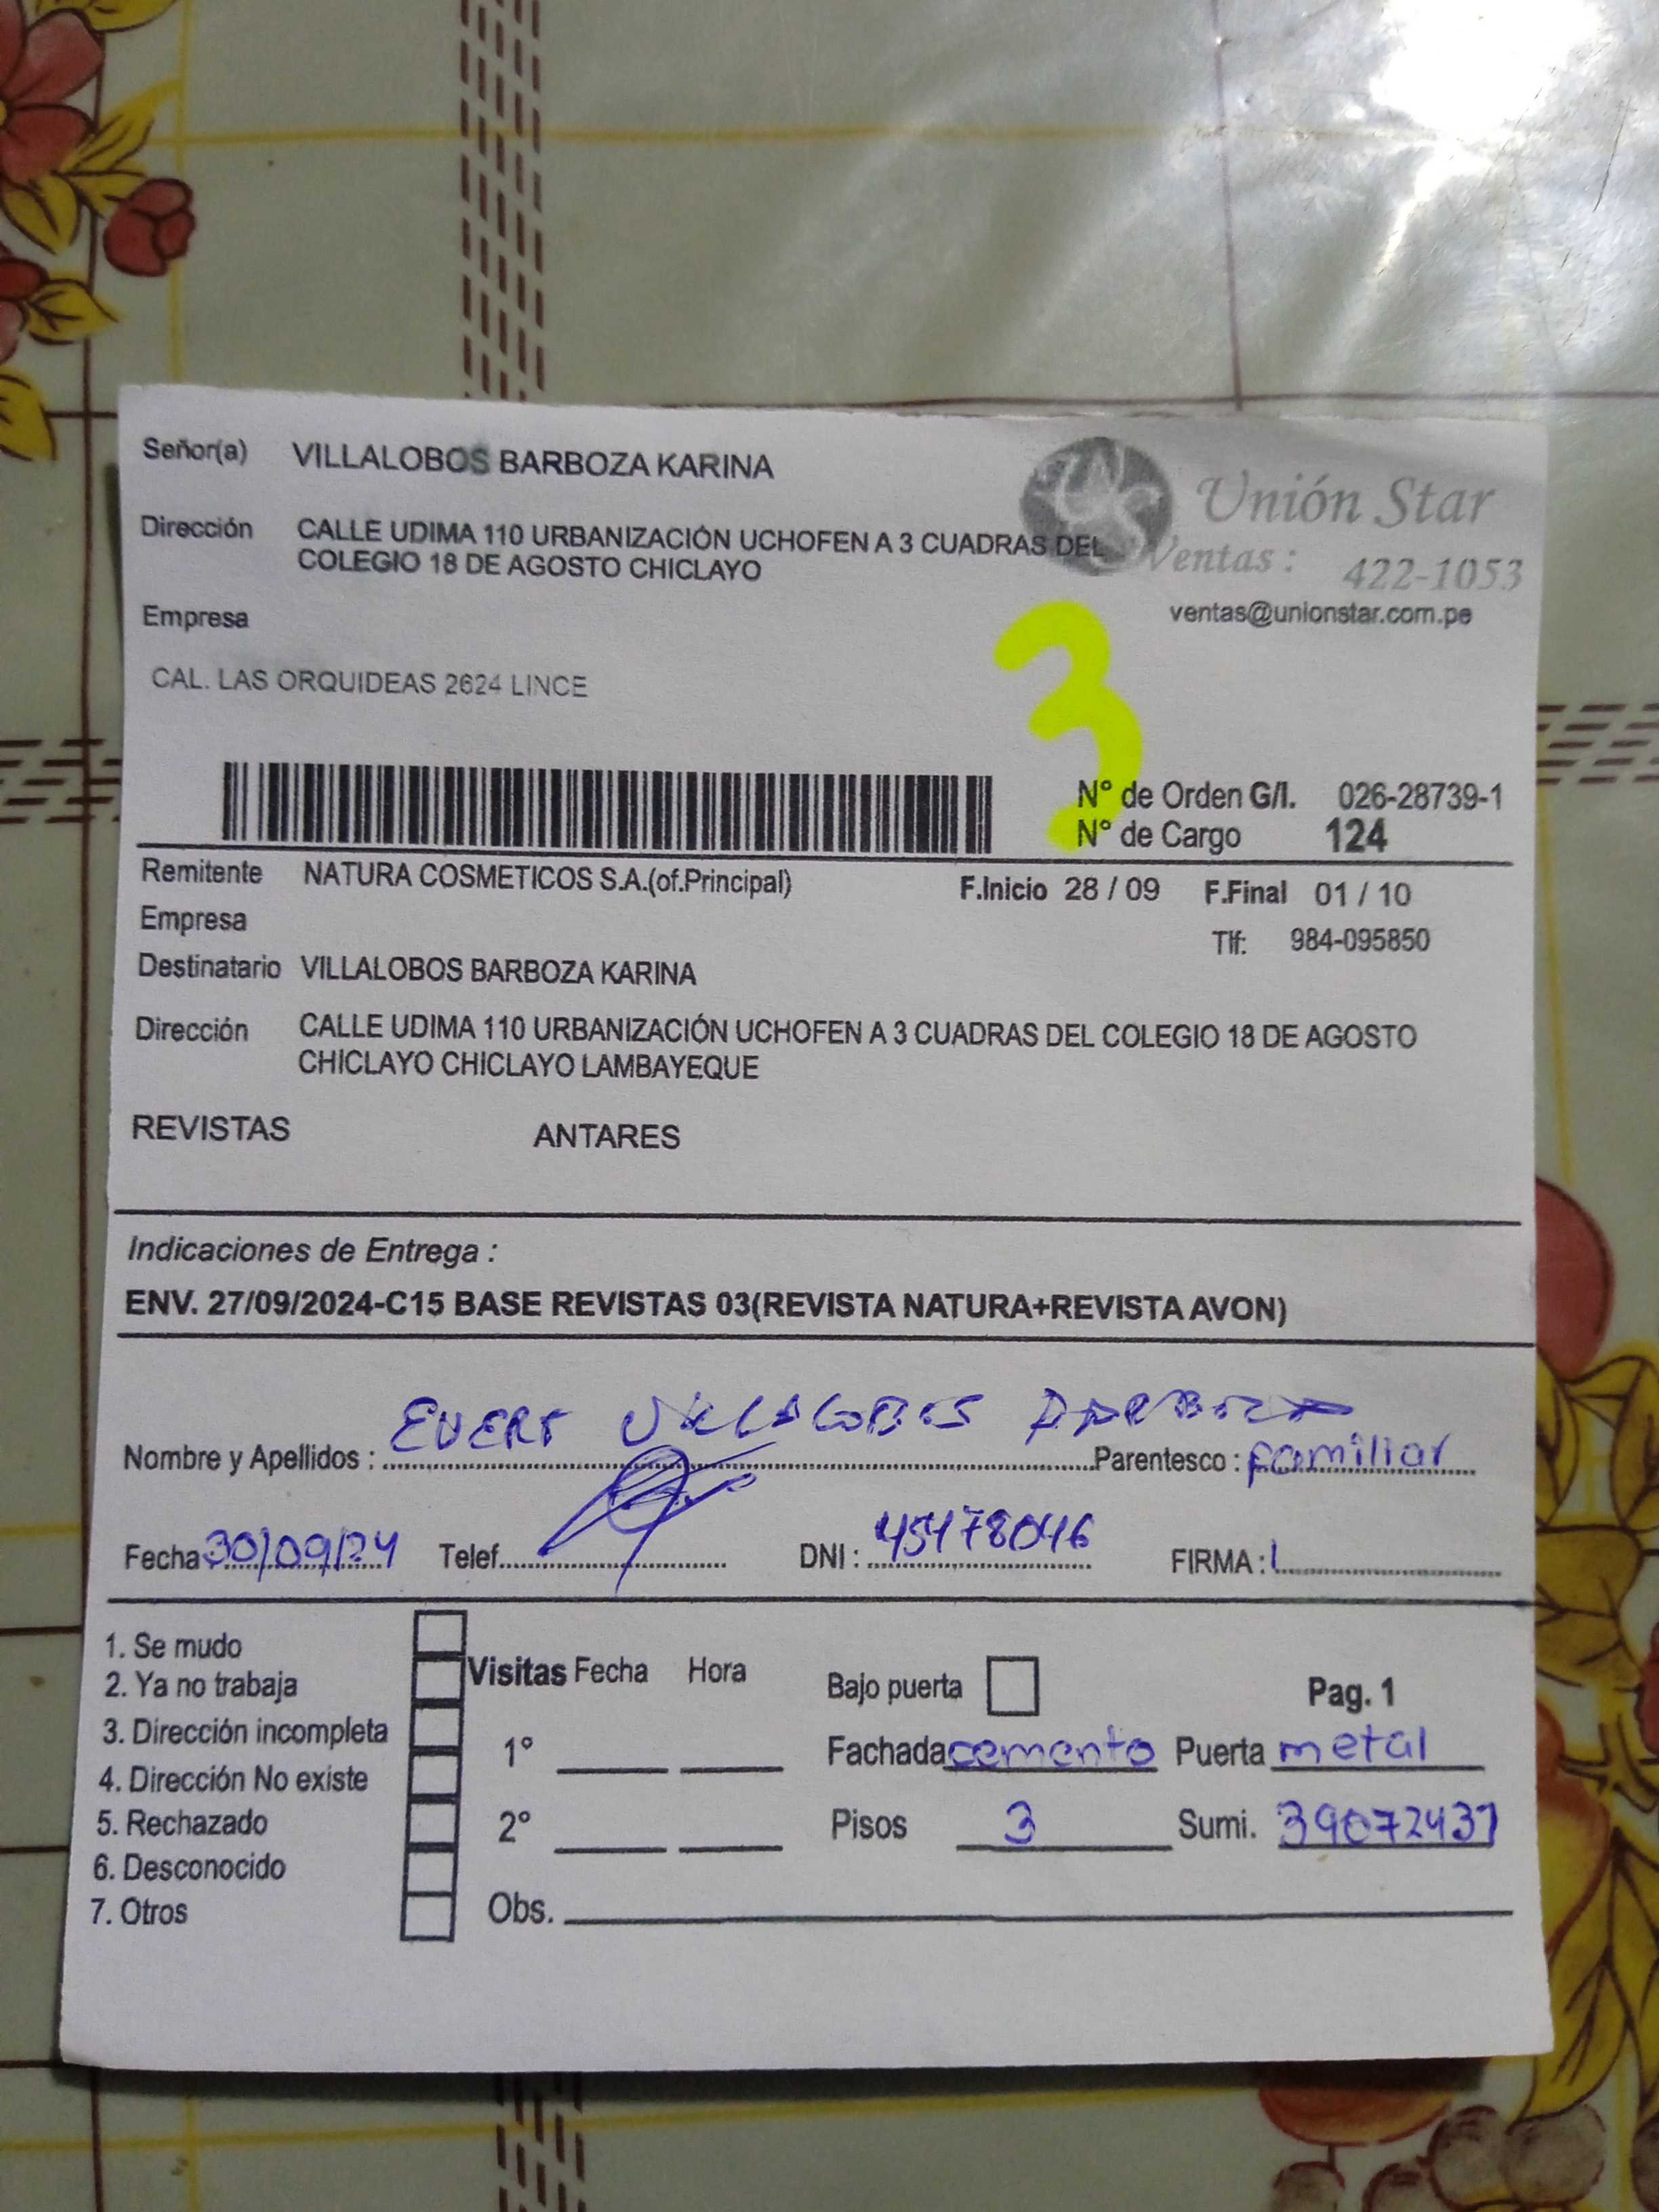 Señor(a) VILLALOBOS BARBOZA KARINA
Unión Star
Dirección CALLE UDIMA 110 URBANIZACIÓN UCHOFEN A 3 CUADRAS DEL
COLEGIO 18 DE AGOSTO CHICLAYO
Ventas : 422-1053
ventas@unionstar.com.pe
Empresa
CAL. LAS ORQUIDEAS 2624 LINCE
3
N° de Orden G/I. 026-28739-1
N° de Cargo 124
Remitente NATURA COSMETICOS S.A.(of.Principal) F.Inicio 28 / 09 F.Final 01 / 10
Empresa
Tlf: 984-095850
Destinatario VILLALOBOS BARBOZA KARINA
Dirección CALLE UDIMA 110 URBANIZACIÓN UCHOFEN A 3 CUADRAS DEL COLEGIO 18 DE AGOSTO
CHICLAYO CHICLAYO LAMBAYEQUE
REVISTAS ANTARES
Indicaciones de Entrega :
ENV. 27/09/2024-C15 BASE REVISTAS 03(REVISTA NATURA+REVISTA AVON)
Nombre y Apellidos : EVERT VILLALOBOS BARBOZA Parentesco : familiar
Fecha 30/09/24 Telef. DNI : 45478046 FIRMA :
1. Se mudo
2. Ya no trabaja
3. Dirección incompleta
4. Dirección No existe
5. Rechazado
6. Desconocido
7. Otros
Visitas Fecha Hora
1°
2°
Obs.
Bajo puerta Pag. 1
Fachada cemento Puerta metal
Pisos 3 Sumi. 39072437